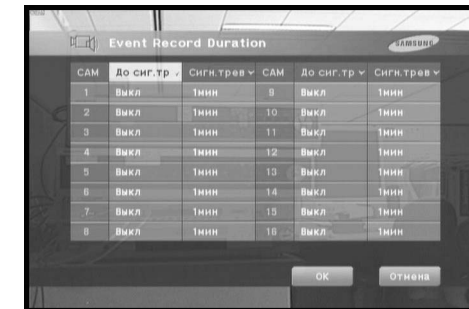 Event Record Duration
SAMSUNG
CAM До сиг.тр Сигн.трев CAM До сиг.тр Сигн.трев
1 Выкл 1мин 9 Выкл 1мин
2 Выкл 1мин 10 Выкл 1мин
3 Выкл 1мин 11 Выкл 1мин
4 Выкл 1мин 12 Выкл 1мин
5 Выкл 1мин 13 Выкл 1мин
6 Выкл 1мин 14 Выкл 1мин
7 Выкл 1мин 15 Выкл 1мин
8 Выкл 1мин 16 Выкл 1мин
OK Отмена